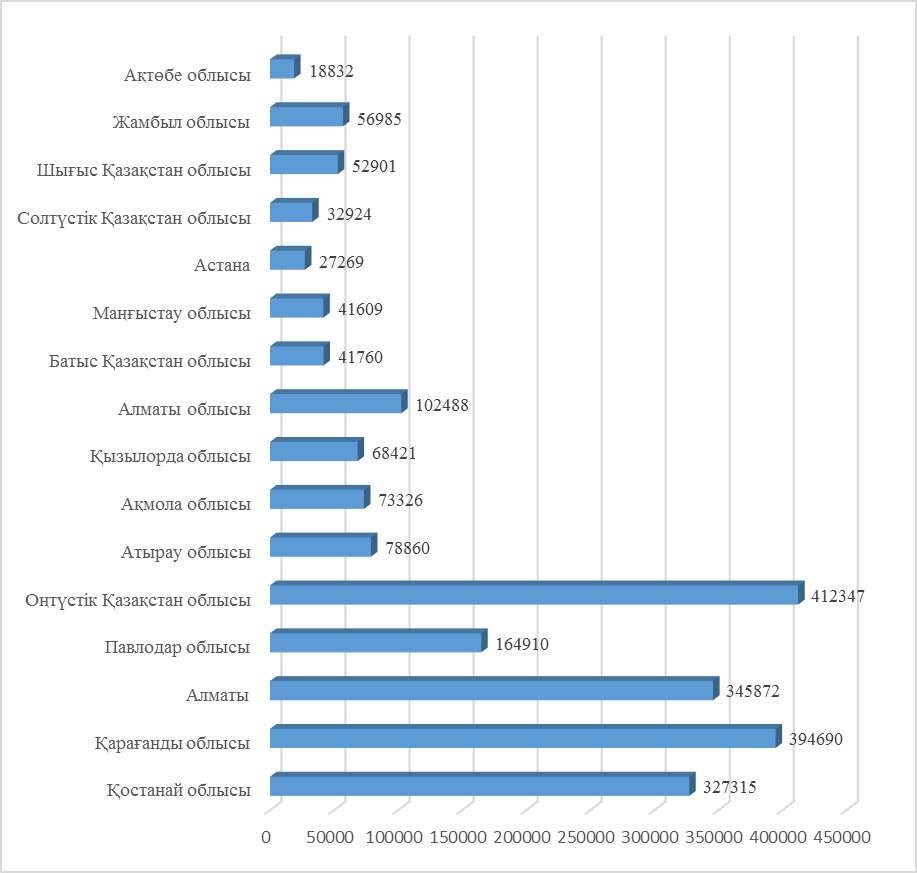 Ақтөбе облысы 18832
Жамбыл облысы 56985
Шығыс Қазақстан облысы 52901
Солтүстік Қазақстан облысы 32924
Астана 27269
Маңғыстау облысы 41609
Батыс Қазақстан облысы 41760
Алматы облысы 102488
Қызылорда облысы 68421
Ақмола облысы 73326
Атырау облысы 78860
Онтүстік Қазақстан облысы 412347
Павлодар облысы 164910
Алматы 345872
Қарағанды облысы 394690
Қостанай облысы 327315
0 50000 100000 150000 200000 250000 300000 350000 400000 450000